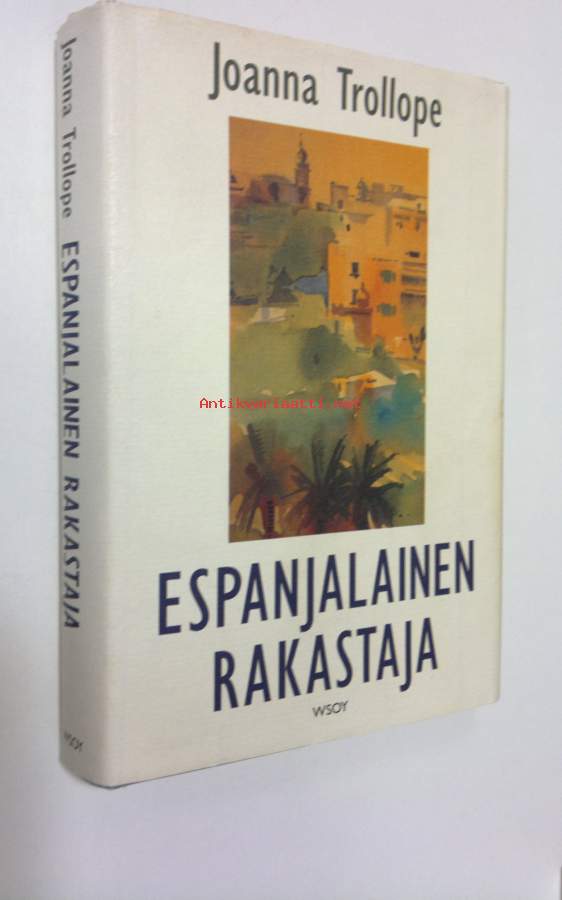 Joanna Trollope
ESPANJALAINEN
RAKASTAJA
WSOY
Joanna Trollope ESPANJALAINEN RAKASTAJA
WSOY
Antikvariaatti.net